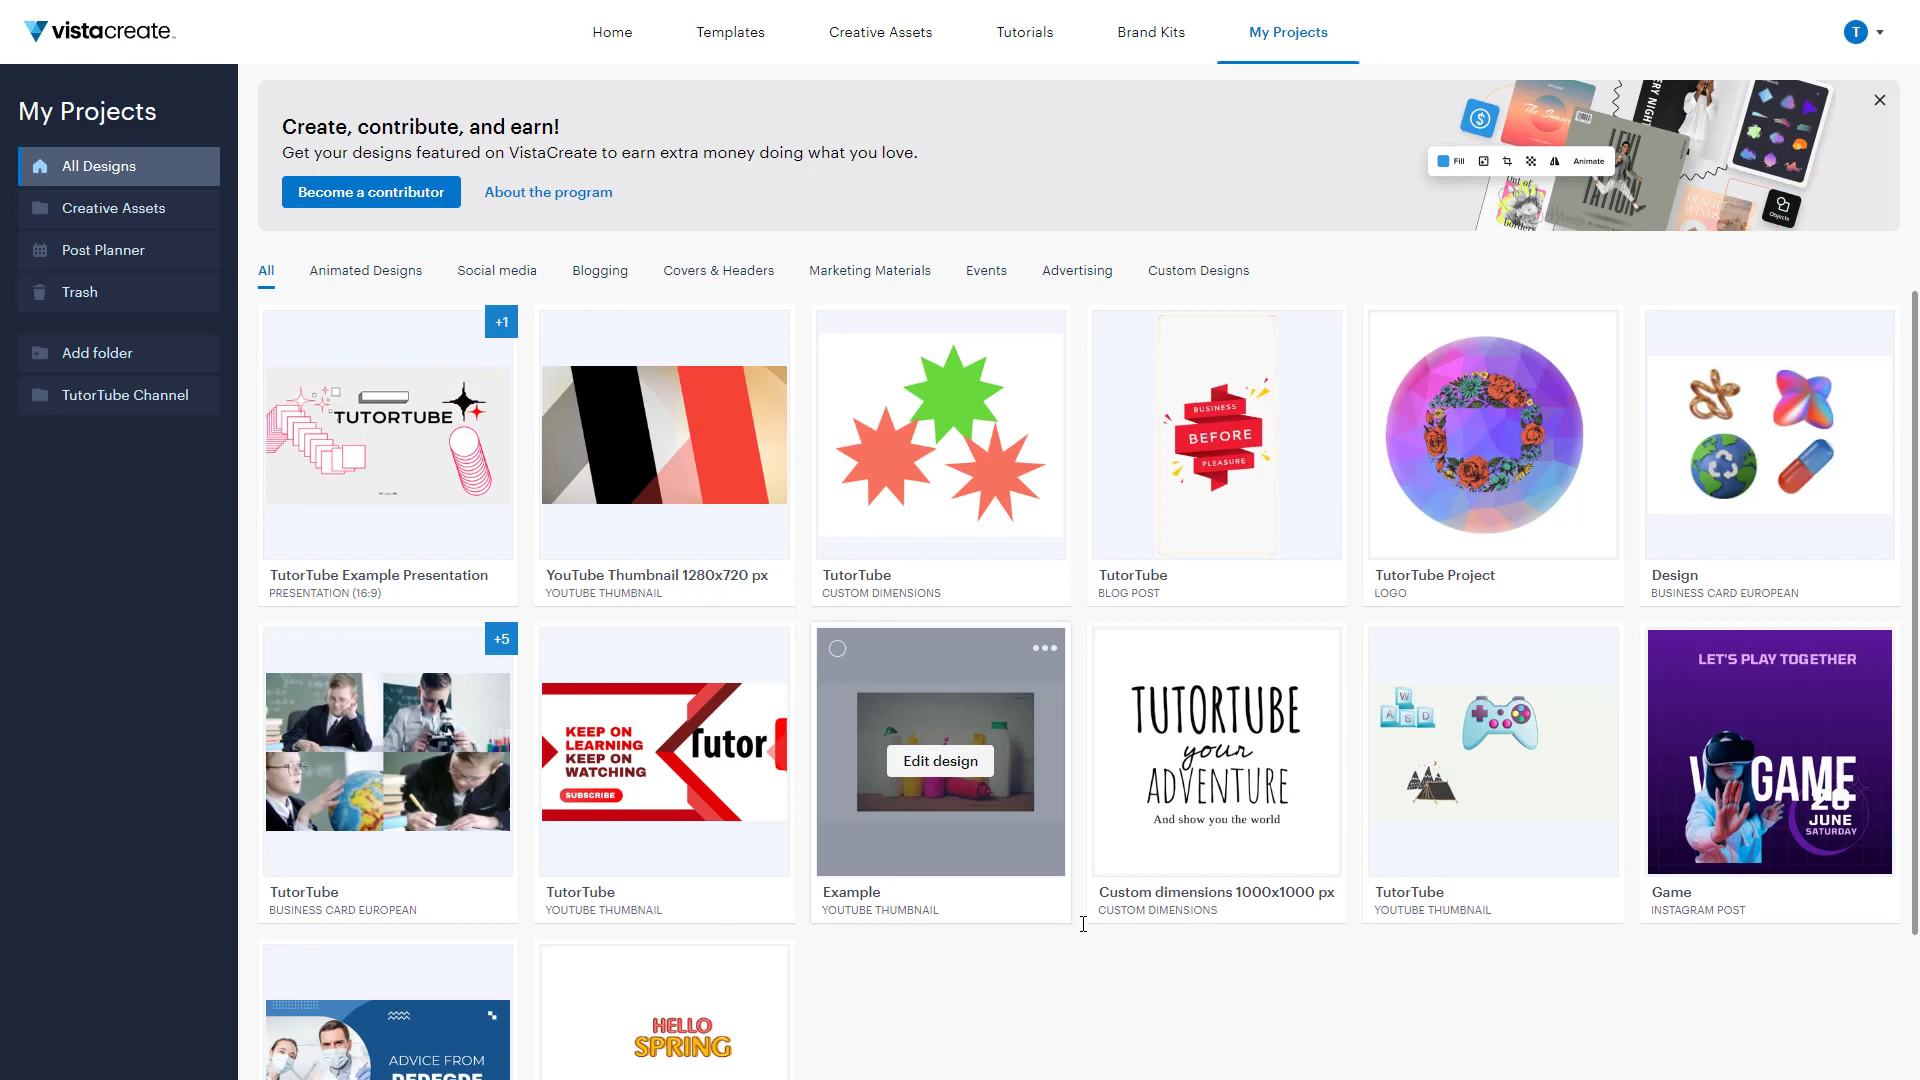 vistacreate
Home
Templates
Creative Assets
Tutorials
Brand Kits
My Projects
T
My Projects
All Designs
Creative Assets
Post Planner
Trash
Add folder
TutorTube Channel
Create, contribute, and earn!
Get your designs featured on VistaCreate to earn extra money doing what you love.
Become a contributor
About the program
Fill
Animate
Objects
All
Animated Designs
Social media
Blogging
Covers & Headers
Marketing Materials
Events
Advertising
Custom Designs
+1
TUTORTUBE
BUSINESS
BEFORE
PLEASURE
TutorTube Example Presentation
PRESENTATION (16:9)
YouTube Thumbnail 1280x720 px
YOUTUBE THUMBNAIL
TutorTube
CUSTOM DIMENSIONS
TutorTube
BLOG POST
TutorTube Project
LOGO
Design
BUSINESS CARD EUROPEAN
+5
KEEP ON
LEARNING
KEEP ON
WATCHING
SUBSCRIBE
Tutor
Edit design
TUTORTUBE
your
ADVENTURE
And show you the world
W
A S D
LET'S PLAY TOGETHER
GAME
20
JUNE
SATURDAY
TutorTube
BUSINESS CARD EUROPEAN
TutorTube
YOUTUBE THUMBNAIL
Example
YOUTUBE THUMBNAIL
Custom dimensions 1000x1000 px
CUSTOM DIMENSIONS
TutorTube
YOUTUBE THUMBNAIL
Game
INSTAGRAM POST
ADVICE FROM
HELLO
SPRING